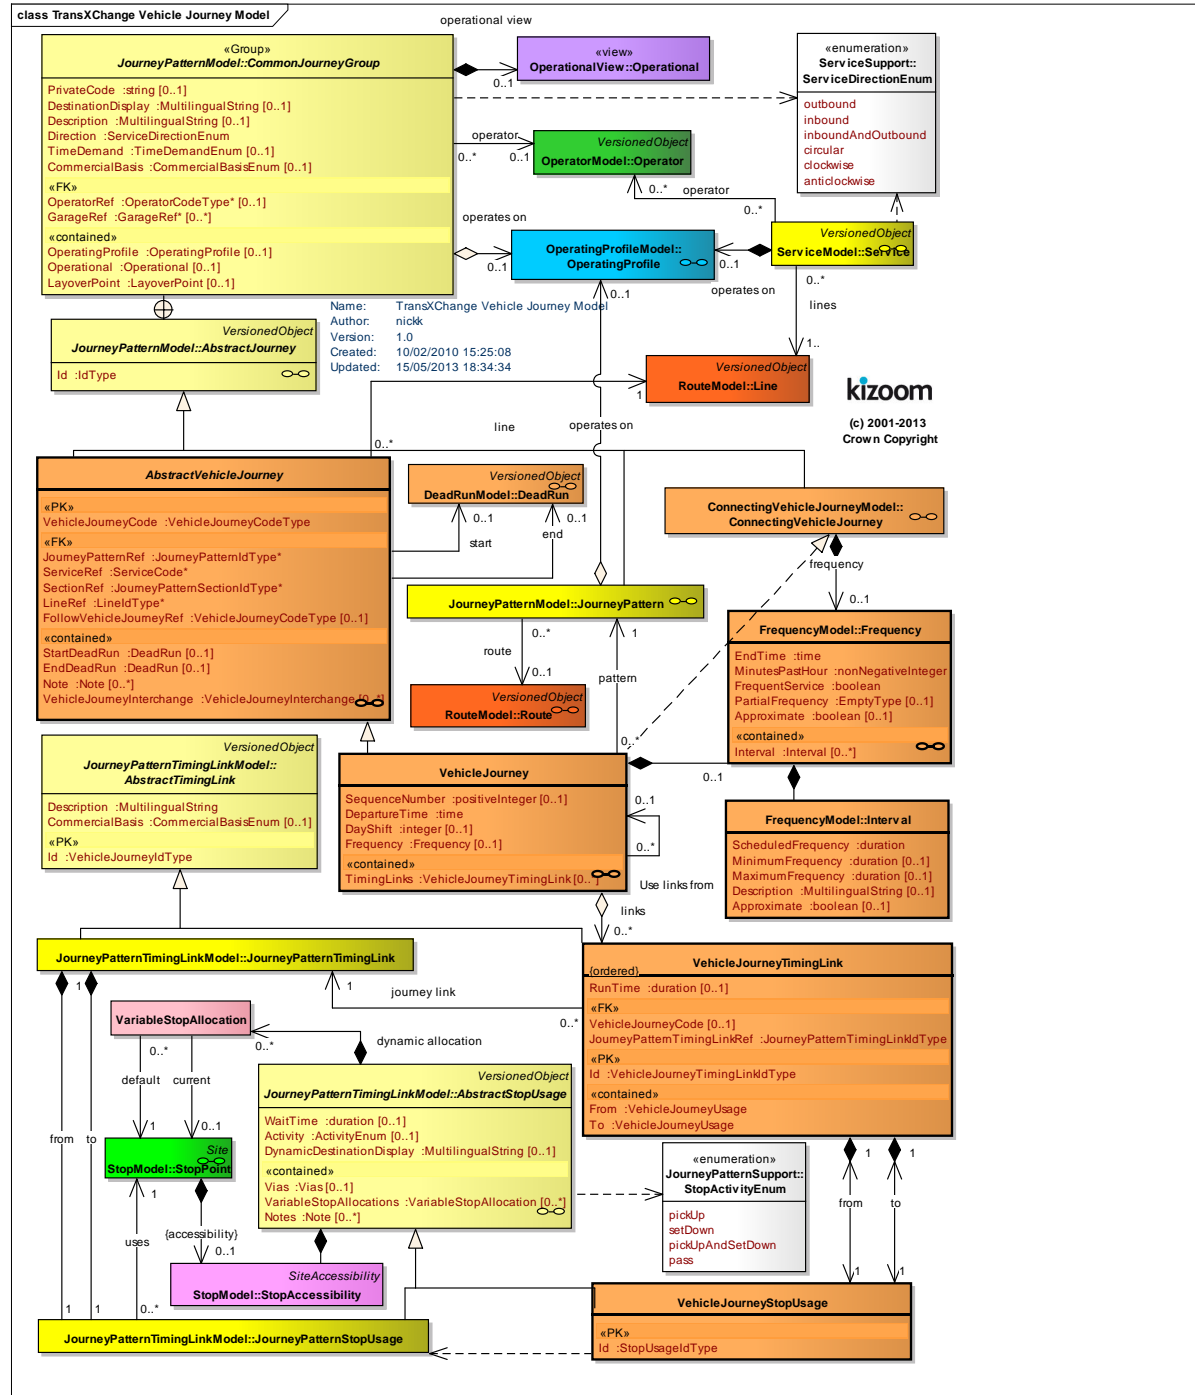 class TransXChange Vehicle Journey Model
operational view
«Group»
JourneyPatternModel::CommonJourneyGroup
PrivateCode :string [0..1]
DestinationDisplay :MultilingualString [0..1]
Description :MultilingualString [0..1]
Direction :ServiceDirectionEnum
TimeDemand :TimeDemandEnum [0..1]
CommercialBasis :CommercialBasisEnum [0..1]
«FK»
OperatorRef :OperatorCodeType* [0..1]
GarageRef :GarageRef* [0..*]
«contained»
OperatingProfile :OperatingProfile [0..1]
Operational :Operational [0..1]
LayoverPoint :LayoverPoint [0..1]
0..1
«view»
OperationalView::Operational
«enumeration»
ServiceSupport::
ServiceDirectionEnum
outbound
inbound
inboundAndOutbound
circular
clockwise
anticlockwise
operator
0..*
0..1
VersionedObject
OperatorModel::Operator
0..*
operator
0..*
operates on
0..1
OperatingProfileModel::
OperatingProfile
0..1
0..1
operates on
VersionedObject
ServiceModel::Service
0..*
lines
1..
VersionedObject
JourneyPatternModel::AbstractJourney
Id :IdType
Name: TransXChange Vehicle Journey Model
Author: nickk
Version: 1.0
Created: 10/02/2010 15:25:08
Updated: 15/05/2013 18:34:34
VersionedObject
RouteModel::Line
1
kizoom
(c) 2001-2013
Crown Copyright
line
0..*
operates on
AbstractVehicleJourney
«PK»
VehicleJourneyCode :VehicleJourneyCodeType
«FK»
JourneyPatternRef :JourneyPatternIdType*
ServiceRef :ServiceCode*
SectionRef :JourneyPatternSectionIdType*
LineRef :LineIdType*
FollowVehicleJourneyRef :VehicleJourneyCodeType [0..1]
«contained»
StartDeadRun :DeadRun [0..1]
EndDeadRun :DeadRun [0..1]
Note :Note [0..*]
VehicleJourneyInterchange :VehicleJourneyInterchange [0..*]
VersionedObject
DeadRunModel::DeadRun
0..1
0..1
start
end
ConnectingVehicleJourneyModel::
ConnectingVehicleJourney
frequency
0..1
JourneyPatternModel::JourneyPattern
0..*
route
0..1
1
pattern
0..*
VersionedObject
RouteModel::Route
FrequencyModel::Frequency
EndTime :time
MinutesPastHour :nonNegativeInteger
FrequentService :boolean
PartialFrequency :EmptyType [0..1]
Approximate :boolean [0..1]
«contained»
Interval :Interval [0..*]
VersionedObject
JourneyPatternTimingLinkModel::
AbstractTimingLink
Description :MultilingualString
CommercialBasis :CommercialBasisEnum [0..1]
«PK»
Id :VehicleJourneyIdType
VehicleJourney
SequenceNumber :positiveInteger [0..1]
DepartureTime :time
DayShift :integer [0..1]
Frequency :Frequency [0..1]
«contained»
TimingLinks :VehicleJourneyTimingLink [0..
0..1
0..1
0..*
Use links from
FrequencyModel::Interval
ScheduledFrequency :duration
MinimumFrequency :duration [0..1]
MaximumFrequency :duration [0..1]
Description :MultilingualString [0..1]
Approximate :boolean [0..1]
links
0..*
JourneyPatternTimingLinkModel::JourneyPatternTimingLink
1
1
journey link
0..*
VehicleJourneyTimingLink
{ordered}
RunTime :duration [0..1]
«FK»
VehicleJourneyCode [0..1]
JourneyPatternTimingLinkRef :JourneyPatternTimingLinkIdType
«PK»
Id :VehicleJourneyTimingLinkIdType
«contained»
From :VehicleJourneyUsage
To :VehicleJourneyUsage
VariableStopAllocation
0..*
0..*
dynamic allocation
default
current
1
0..1
VersionedObject
JourneyPatternTimingLinkModel::AbstractStopUsage
WaitTime :duration [0..1]
Activity :ActivityEnum [0..1]
DynamicDestinationDisplay :MultilingualString [0..1]
«contained»
Vias :Vias [0..1]
VariableStopAllocations :VariableStopAllocation [0..*]
Notes :Note [0..*]
from
to
Site
StopModel::StopPoint
1
uses
{accessibility}
0..1
0..*
1
1
SiteAccessibility
StopModel::StopAccessibility
«enumeration»
JourneyPatternSupport::
StopActivityEnum
pickUp
setDown
pickUpAndSetDown
pass
1
1
from
to
1
1
JourneyPatternTimingLinkModel::JourneyPatternStopUsage
VehicleJourneyStopUsage
«PK»
Id :StopUsageIdType